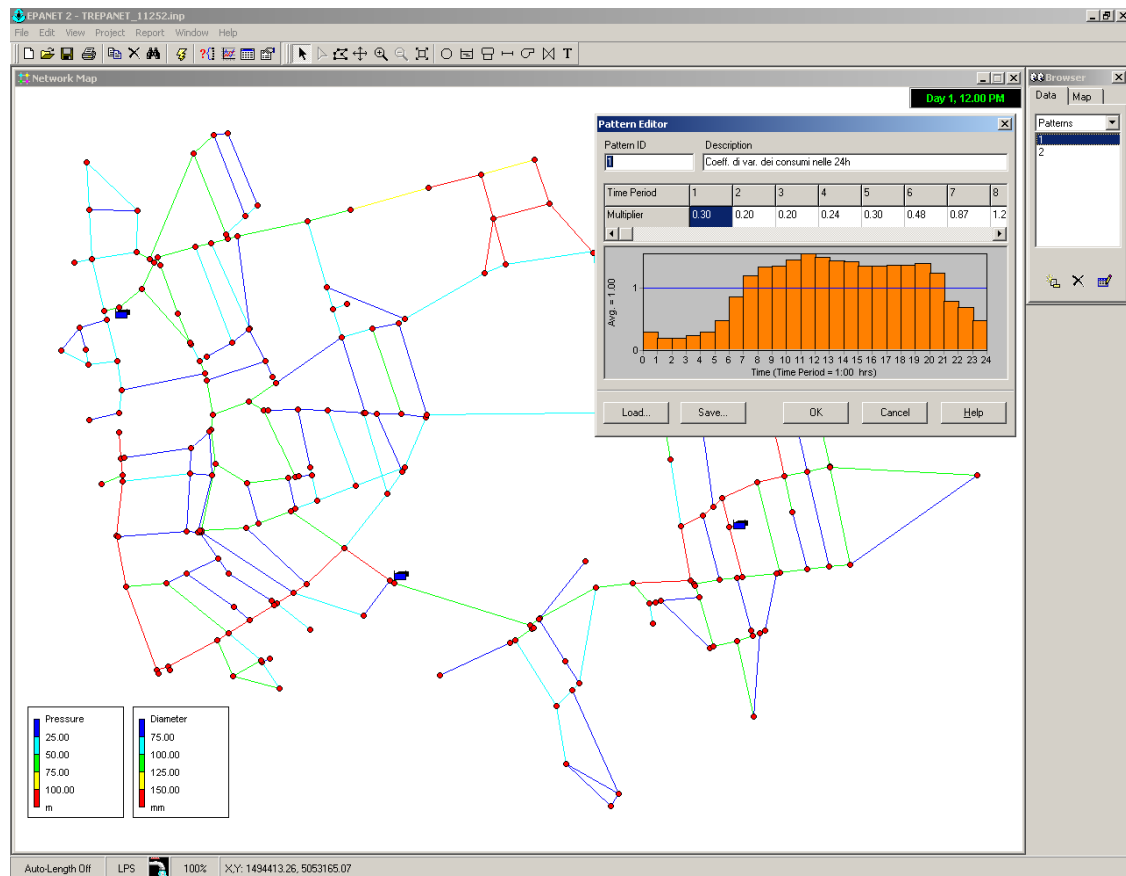 EPANET 2 - TREPANET_11252.inp
File Edit View Project Report Window Help
T
Network Map
Browser
Day 1, 12.00 PM
Data Map
Patterns
1
2
Pattern Editor
Pattern ID Description
1 Coeff. di var. dei consumi nelle 24h
Time Period 1 2 3 4 5 6 7 8
Multiplier 0.30 0.20 0.20 0.24 0.30 0.48 0.87 1.2
Avg. = 1.00
1
0
0 1 2 3 4 5 6 7 8 9 10 11 12 13 14 15 16 17 18 19 20 21 22 23 24
Time (Time Period = 1:00 hrs)
Load... Save... OK Cancel Help
Pressure
25.00
50.00
75.00
100.00
m
Diameter
75.00
100.00
125.00
150.00
mm
Auto-Length Off LPS 100% X,Y: 1494413.26, 5053165.07